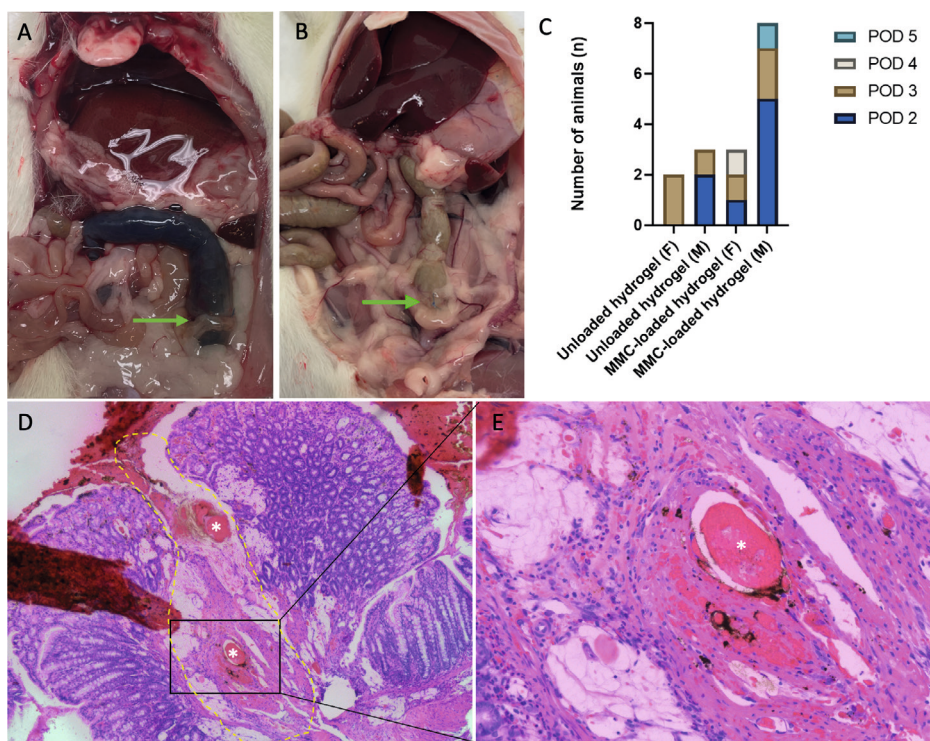 A
B
C
Number of animals (n)
8
6
4
2
0
Unloaded hydrogel (F)
Unloaded hydrogel (M)
MMC-loaded hydrogel (F)
MMC-loaded hydrogel (M)
POD 5
POD 4
POD 3
POD 2
D
*
*
E
*